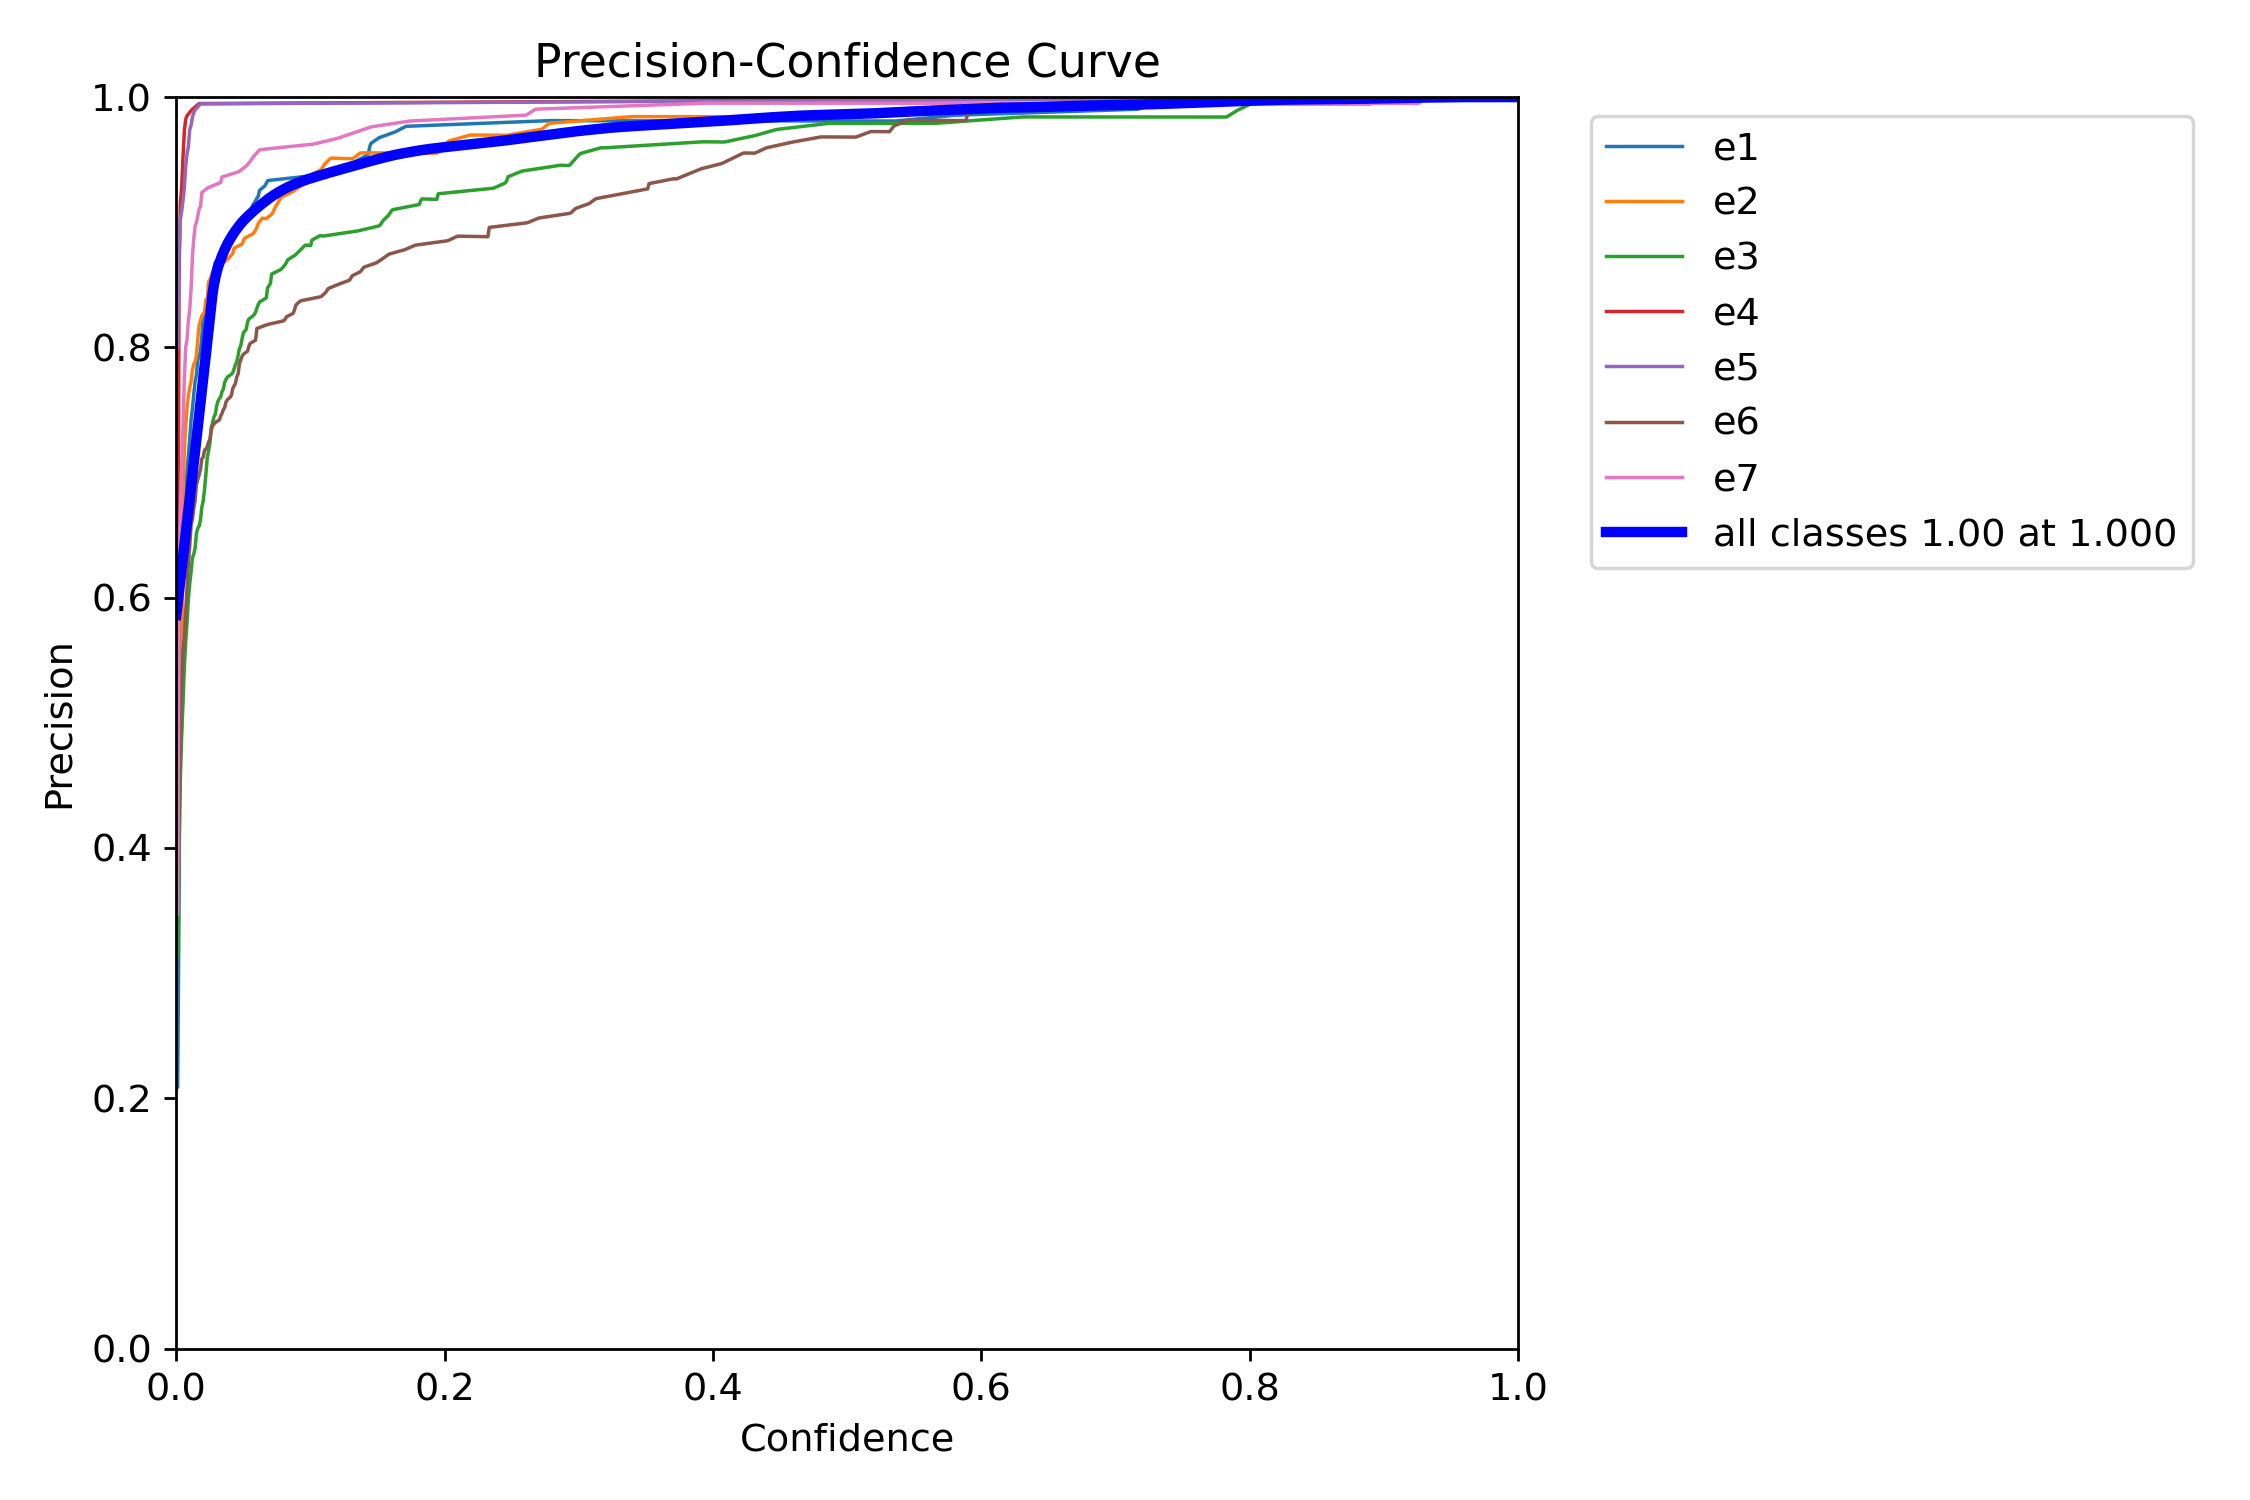 Precision-Confidence Curve
1.0
0.8
0.6
0.4
0.2
0.0
Precision
0.0 0.2 0.4 0.6 0.8 1.0
Confidence
e1
e2
e3
e4
e5
e6
e7
all classes 1.00 at 1.000